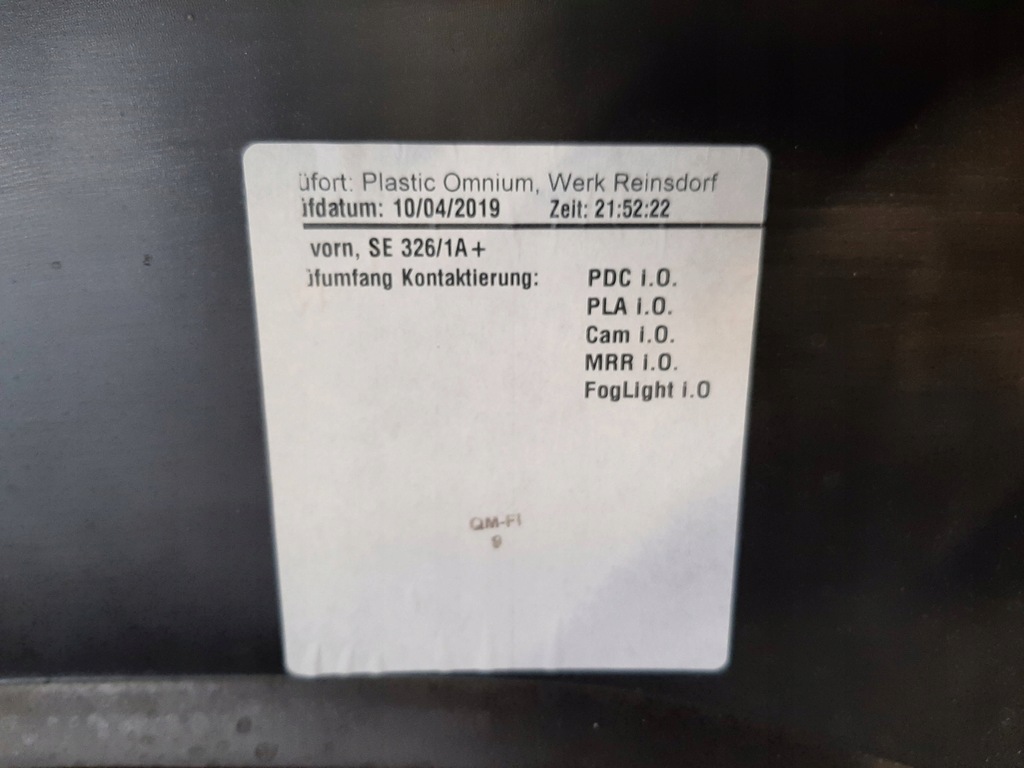 üfort: Plastic Omnium, Werk Reinsdorf
ifdatum: 10/04/2019 Zeit: 21:52:22
vorn, SE 326/1A+
üfumfang Kontaktierung: PDC i.O.
PLA i.O.
Cam i.O.
MRR i.O.
FogLight i.O
QM-FI
9